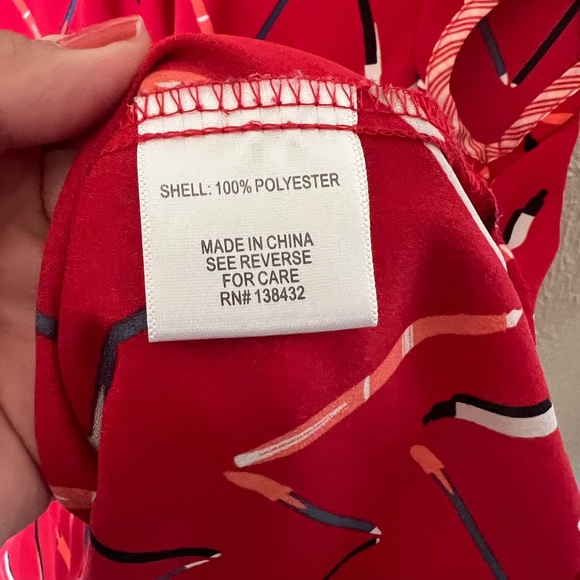 SHELL: 100% POLYESTER
MADE IN CHINA
SEE REVERSE
FOR CARE
RN# 138432